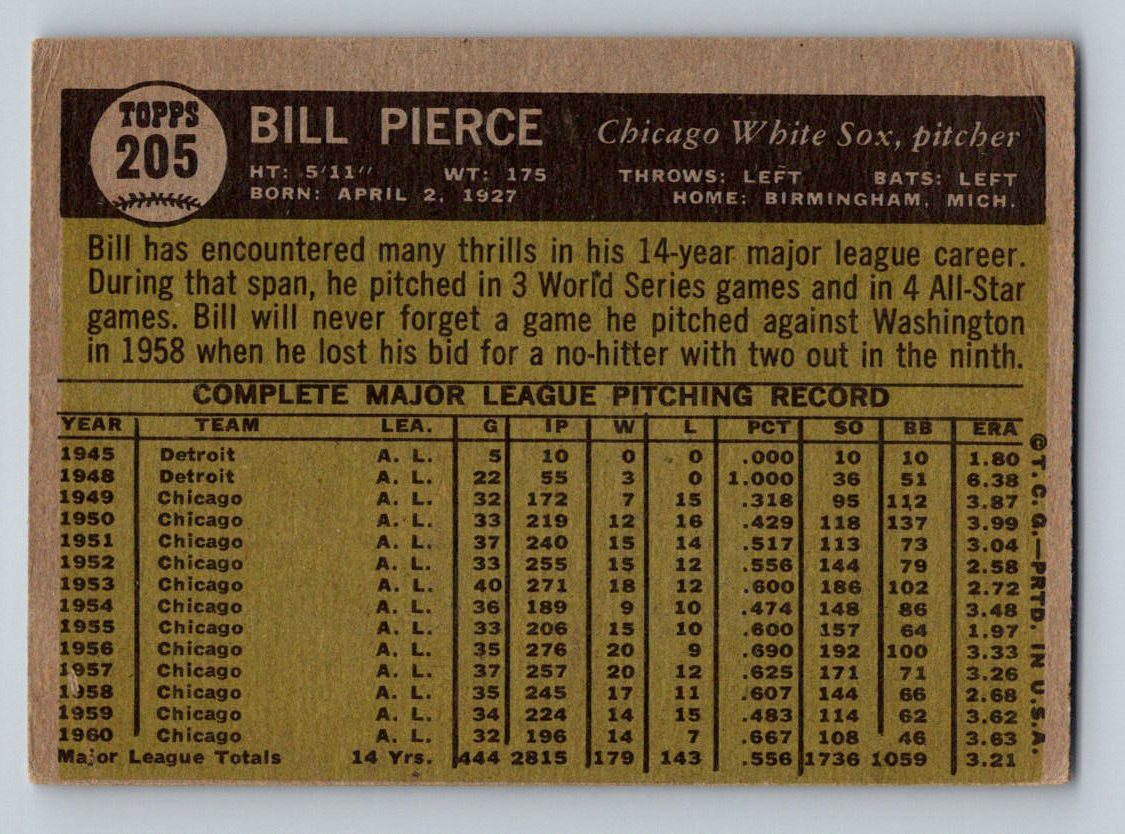 TOPPS
205
BILL PIERCE
Chicago White Sox, pitcher
HT: 5'11" WT: 175 THROWS: LEFT BATS: LEFT
BORN: APRIL 2, 1927 HOME: BIRMINGHAM, MICH.
Bill has encountered many thrills in his 14-year major league career.
During that span, he pitched in 3 World Series games and in 4 All-Star
games. Bill will never forget a game he pitched against Washington
in 1958 when he lost his bid for a no-hitter with two out in the ninth.
COMPLETE MAJOR LEAGUE PITCHING RECORD
YEAR TEAM LEA. G IP W L PCT SO BB ERA
1945 Detroit A. L. 5 10 0 0 .000 10 10 1.80
1948 Detroit A. L. 22 55 3 0 1.000 36 51 6.38
1949 Chicago A. L. 32 172 7 15 .318 95 112 3.87
1950 Chicago A. L. 33 219 12 16 .429 118 137 3.99
1951 Chicago A. L. 37 240 15 14 .517 113 73 3.04
1952 Chicago A. L. 33 255 15 12 .556 144 79 2.58
1953 Chicago A. L. 40 271 18 12 .600 186 102 2.72
1954 Chicago A. L. 36 189 9 10 .474 148 86 3.48
1955 Chicago A. L. 33 206 15 10 .600 157 64 1.97
1956 Chicago A. L. 35 276 20 9 .690 192 100 3.33
1957 Chicago A. L. 37 257 20 12 .625 171 71 3.26
1958 Chicago A. L. 35 245 17 11 .607 144 66 2.68
1959 Chicago A. L. 34 224 14 15 .483 114 62 3.62
1960 Chicago A. L. 32 196 14 7 .667 108 46 3.63
Major League Totals 14 Yrs. 444 2815 179 143 .556 1736 1059 3.21
© T. C. G.—PRTD. IN U.S.A.